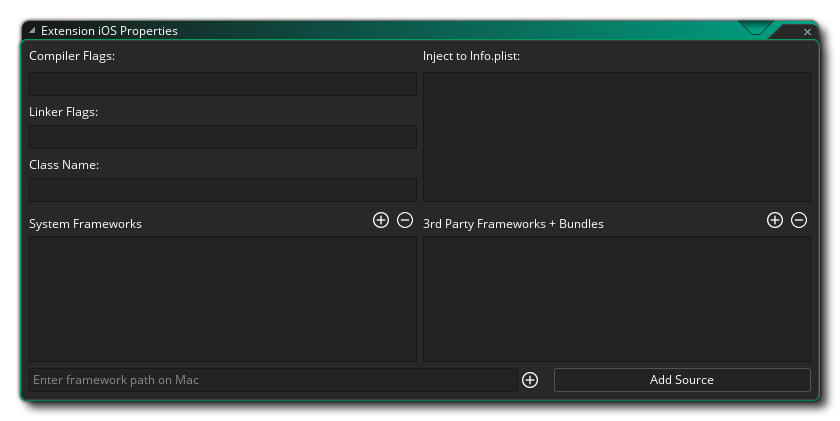 Extension iOS Properties
Compiler Flags:
Inject to Info.plist:
Linker Flags:
Class Name:
System Frameworks
3rd Party Frameworks + Bundles
Enter framework path on Mac
Add Source